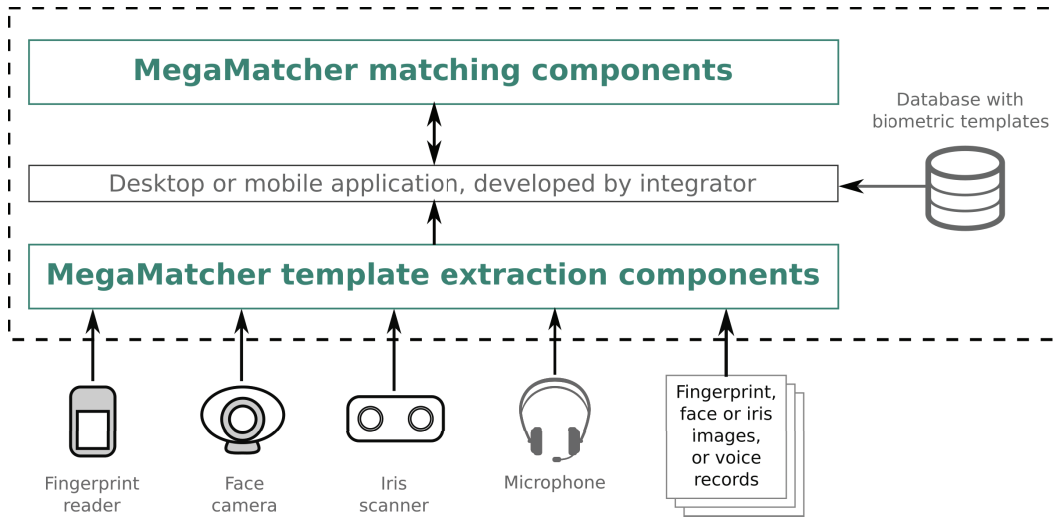 MegaMatcher matching components
Database with
biometric templates
Desktop or mobile application, developed by integrator
MegaMatcher template extraction components
Fingerprint
reader
Face
camera
Iris
scanner
Microphone
Fingerprint,
face or iris
images,
or voice
records